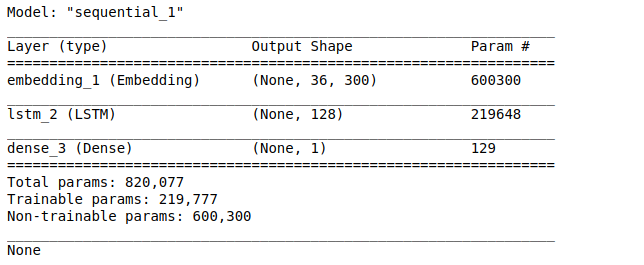 Model: "sequential_1"
_________________________________________________________________
Layer (type)                 Output Shape              Param #
=================================================================
embedding_1 (Embedding)      (None, 36, 300)           600300
_________________________________________________________________
lstm_2 (LSTM)                (None, 128)               219648
_________________________________________________________________
dense_3 (Dense)              (None, 1)                 129
=================================================================
Total params: 820,077
Trainable params: 219,777
Non-trainable params: 600,300
_________________________________________________________________
None